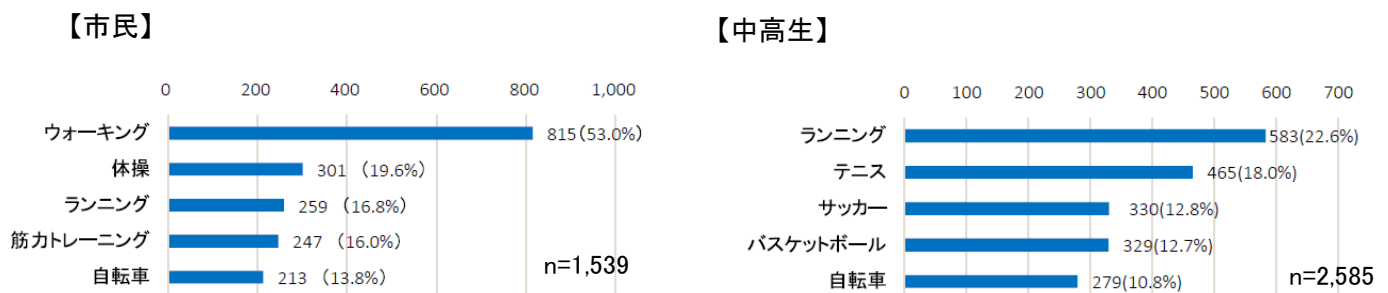 【市民】
0 200 400 600 800 1,000
ウォーキング 815(53.0%)
体操 301 (19.6%)
ランニング 259 (16.8%)
筋力トレーニング 247 (16.0%)
自転車 213 (13.8%)
n=1,539
【中高生】
0 100 200 300 400 500 600 700
ランニング 583(22.6%)
テニス 465(18.0%)
サッカー 330(12.8%)
バスケットボール 329(12.7%)
自転車 279(10.8%)
n=2,585